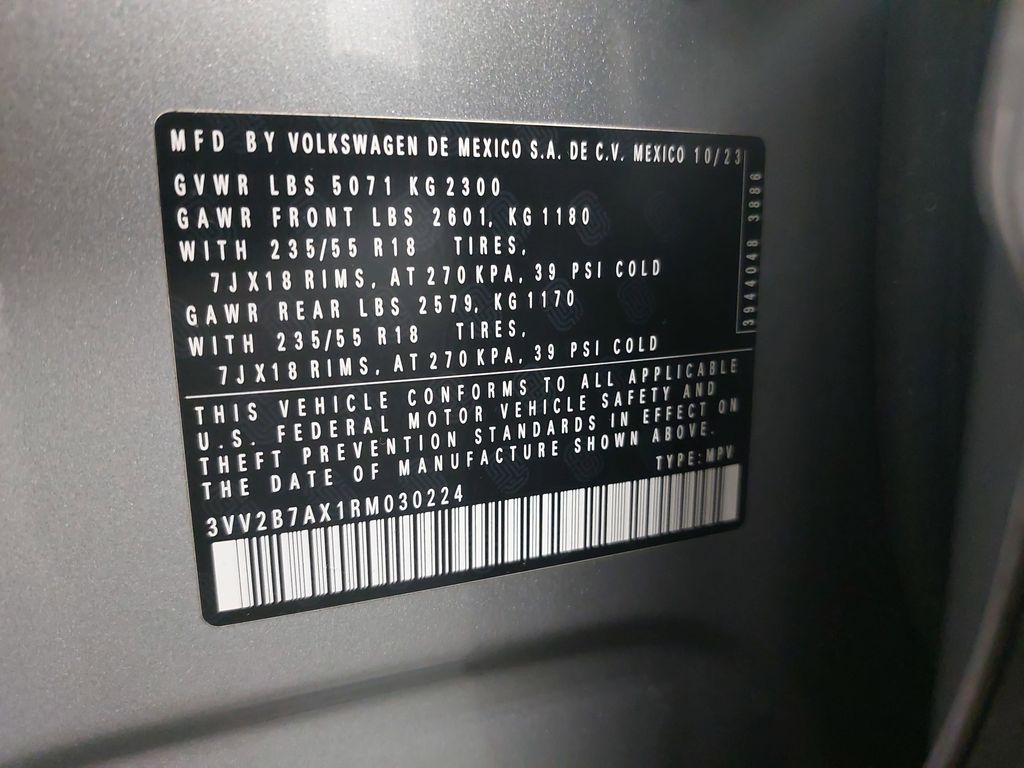 MFD BY VOLKSWAGEN DE MEXICO S.A. DE C.V. MEXICO 10/23
GVWR LBS 5071 KG 2300
GAWR FRONT LBS 2601, KG 1180
WITH 235/55 R18 TIRES,
7JX18 RIMS, AT 270 KPA, 39 PSI COLD
GAWR REAR LBS 2579, KG 1170
WITH 235/55 R18 TIRES,
7JX18 RIMS, AT 270 KPA, 39 PSI COLD
3944048 3886
THIS VEHICLE CONFORMS TO ALL APPLICABLE
U.S. FEDERAL MOTOR VEHICLE SAFETY AND
THEFT PREVENTION STANDARDS IN EFFECT ON
THE DATE OF MANUFACTURE SHOWN ABOVE.
3VV2B7AX1RM030224 TYPE: MPV